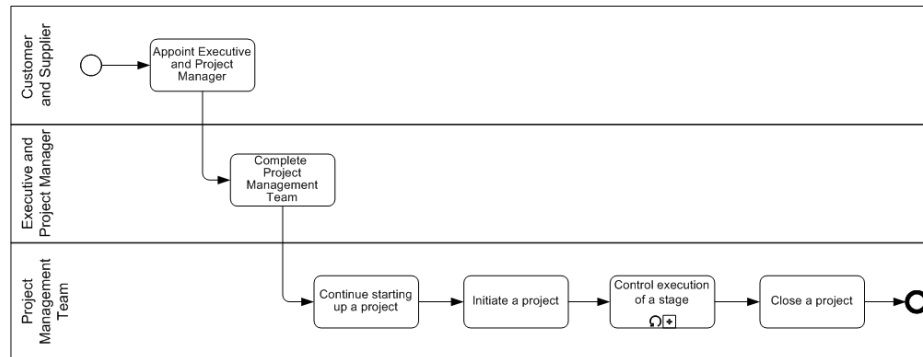 Customer
and Supplier
Appoint Executive
and Project
Manager
Executive and
Project Manager
Complete
Project
Management
Team
Project
Management
Team
Continue starting
up a project
Initiate a project
Control execution
of a stage
Close a project